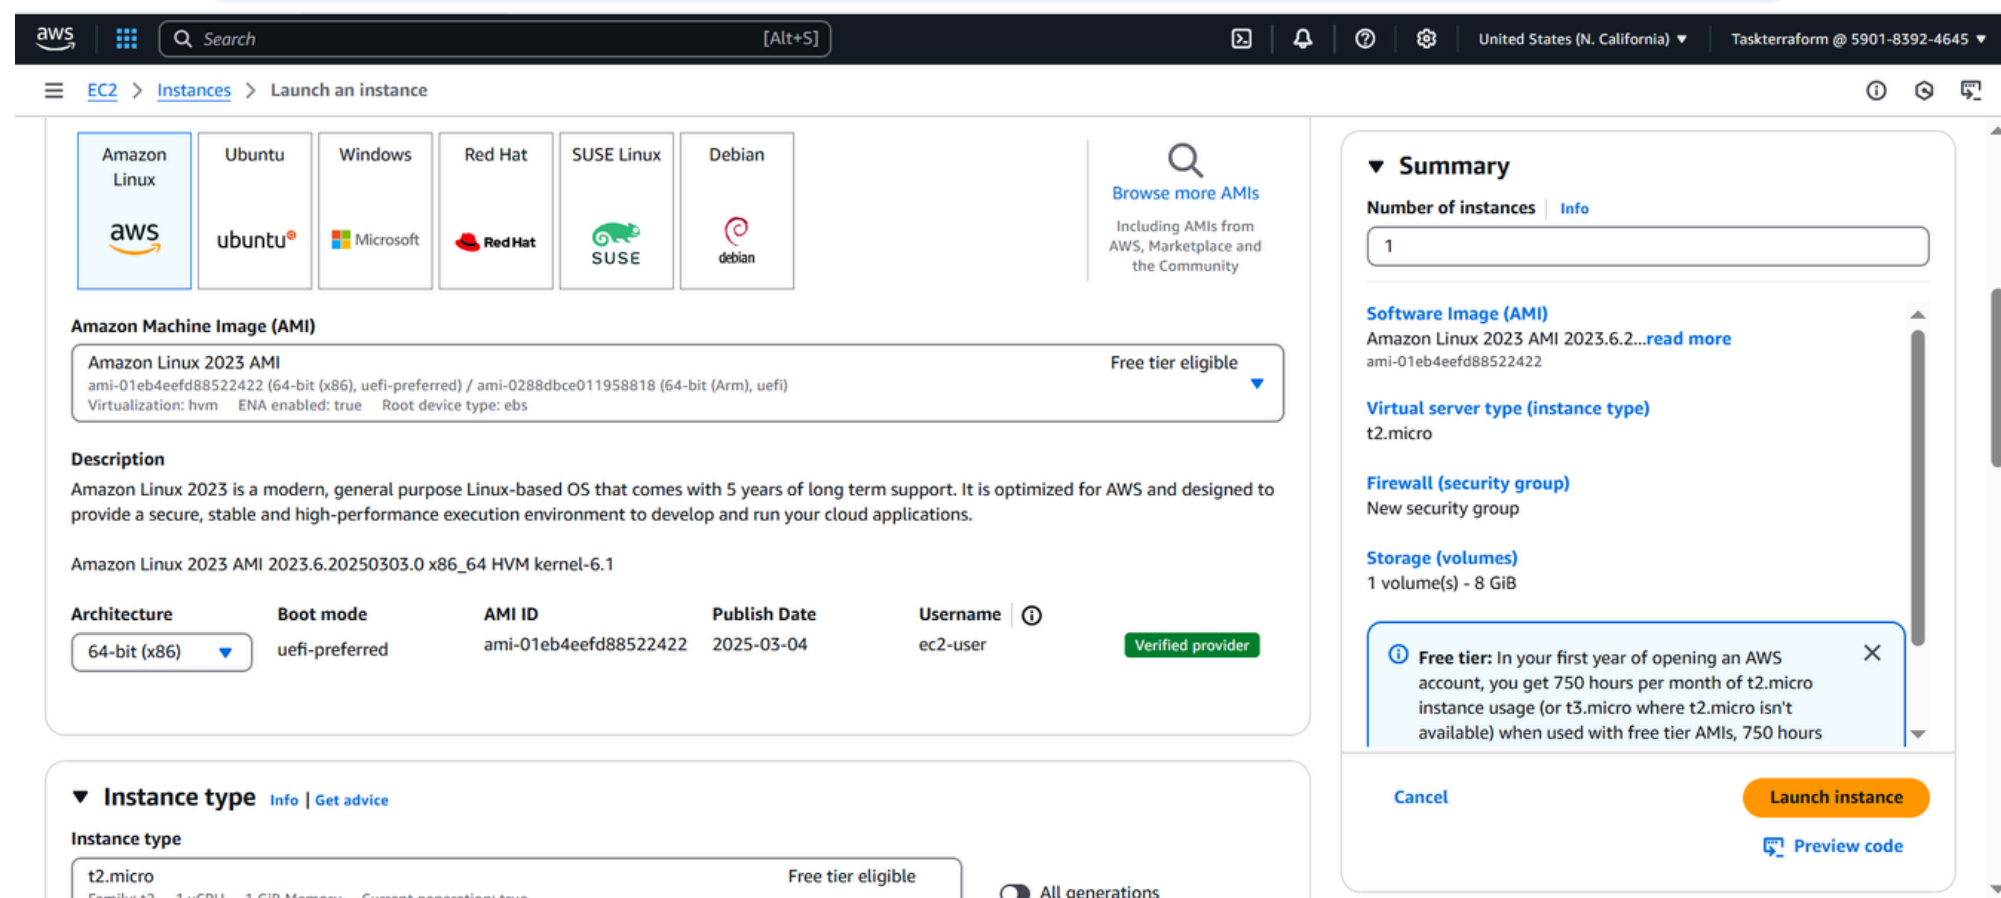 aws
Search
[Alt+S]
United States (N. California)
Taskterraform @ 5901-8392-4645
EC2 > Instances > Launch an instance
Amazon
Linux
aws
Ubuntu
ubuntu
Windows
Microsoft
Red Hat
Red Hat
SUSE Linux
SUSE
Debian
debian
Browse more AMIs
Including AMIs from
AWS, Marketplace and
the Community
Amazon Machine Image (AMI)
Amazon Linux 2023 AMI
Free tier eligible
ami-01eb4eefd88522422 (64-bit (x86), uefi-preferred) / ami-0288dbce011958818 (64-bit (Arm), uefi)
Virtualization: hvm ENA enabled: true Root device type: ebs
Description
Amazon Linux 2023 is a modern, general purpose Linux-based OS that comes with 5 years of long term support. It is optimized for AWS and designed to
provide a secure, stable and high-performance execution environment to develop and run your cloud applications.
Amazon Linux 2023 AMI 2023.6.20250303.0 x86_64 HVM kernel-6.1
Architecture Boot mode AMI ID Publish Date Username
64-bit (x86) uefi-preferred ami-01eb4eefd88522422 2025-03-04 ec2-user Verified provider
Instance type Info | Get advice
Instance type
t2.micro Free tier eligible
Family: t2 1 vCPU 1 GiB Memory Current generation: true
All generations
Summary
Number of instances Info
1
Software Image (AMI)
Amazon Linux 2023 AMI 2023.6.2...read more
ami-01eb4eefd88522422
Virtual server type (instance type)
t2.micro
Firewall (security group)
New security group
Storage (volumes)
1 volume(s) - 8 GiB
Free tier: In your first year of opening an AWS
account, you get 750 hours per month of t2.micro
instance usage (or t3.micro where t2.micro isn't
available) when used with free tier AMIs, 750 hours
Cancel
Launch instance
Preview code